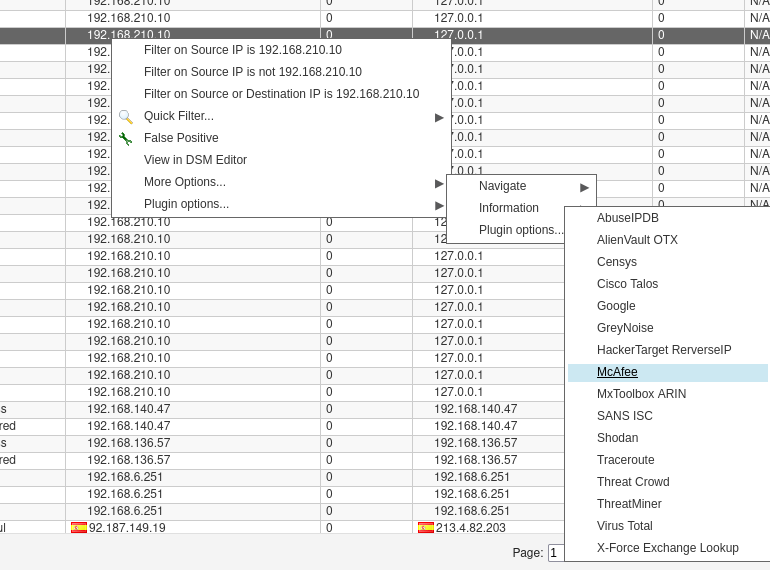 192.168.210.10 0 127.0.0.1 0 N/A
192.168.210.10 0 127.0.0.1 0 N/A
192.168.210.10 0 127.0.0.1 0 N/A
192. 7.0.0.1 0 N/A
192. 7.0.0.1 0 N/A
192. 7.0.0.1 0 N/A
192. 7.0.0.1 0 N/A
192. 7.0.0.1 0 N/A
192. 7.0.0.1 0 N/A
192. 7.0.0.1 0 N/A
192. 7.0.0.1 0 N/A
192. N/A
192. N/A
Filter on Source IP is 192.168.210.10
Filter on Source IP is not 192.168.210.10
Filter on Source or Destination IP is 192.168.210.10
Quick Filter...
False Positive
View in DSM Editor
More Options...
Plugin options...
Navigate
Information
Plugin options...
AbuseIPDB
AlienVault OTX
Censys
Cisco Talos
Google
GreyNoise
HackerTarget RerverseIP
McAfee
MxToolbox ARIN
SANS ISC
Shodan
Traceroute
Threat Crowd
ThreatMiner
Virus Total
X-Force Exchange Lookup
192.168.210.10 0 12
192.168.210.10 0 127.0.0.1
192.168.210.10 0 127.0.0.1
192.168.210.10 0 127.0.0.1
192.168.210.10 0 127.0.0.1
192.168.210.10 0 127.0.0.1
192.168.210.10 0 127.0.0.1
192.168.210.10 0 127.0.0.1
192.168.210.10 0 127.0.0.1
192.168.210.10 0 127.0.0.1
192.168.210.10 0 127.0.0.1
s 192.168.140.47 0 192.168.140.47
red 192.168.140.47 0 192.168.140.47
s 192.168.136.57 0 192.168.136.57
red 192.168.136.57 0 192.168.136.57
192.168.6.251 0 192.168.6.251
192.168.6.251 0 192.168.6.251
192.168.6.251 0 192.168.6.251
ul 92.187.149.19 0 213.4.82.203
Page: 1